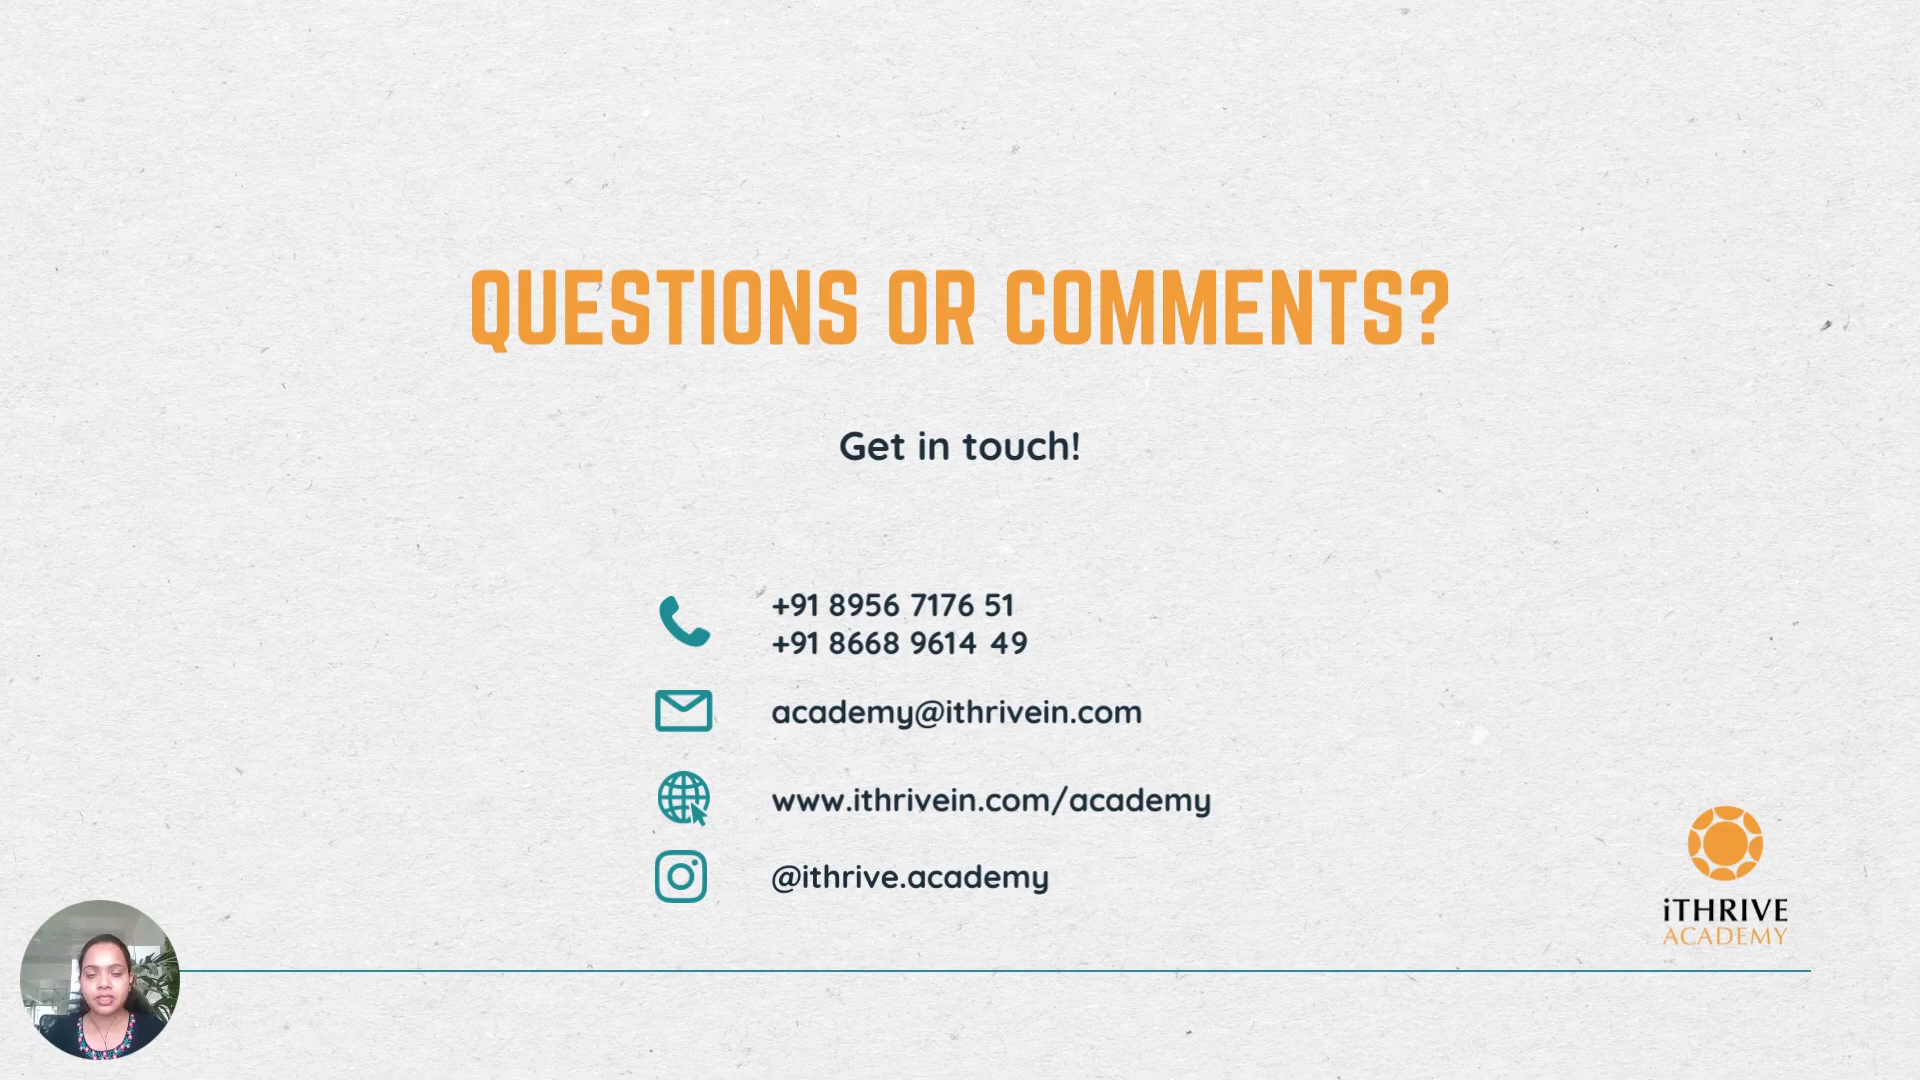 QUESTIONS OR COMMENTS?
Get in touch!
+91 8956 7176 51
+91 8668 9614 49
academy@ithrivein.com
www.ithrivein.com/academy
@ithrive.academy
iTHRIVE
ACADEMY